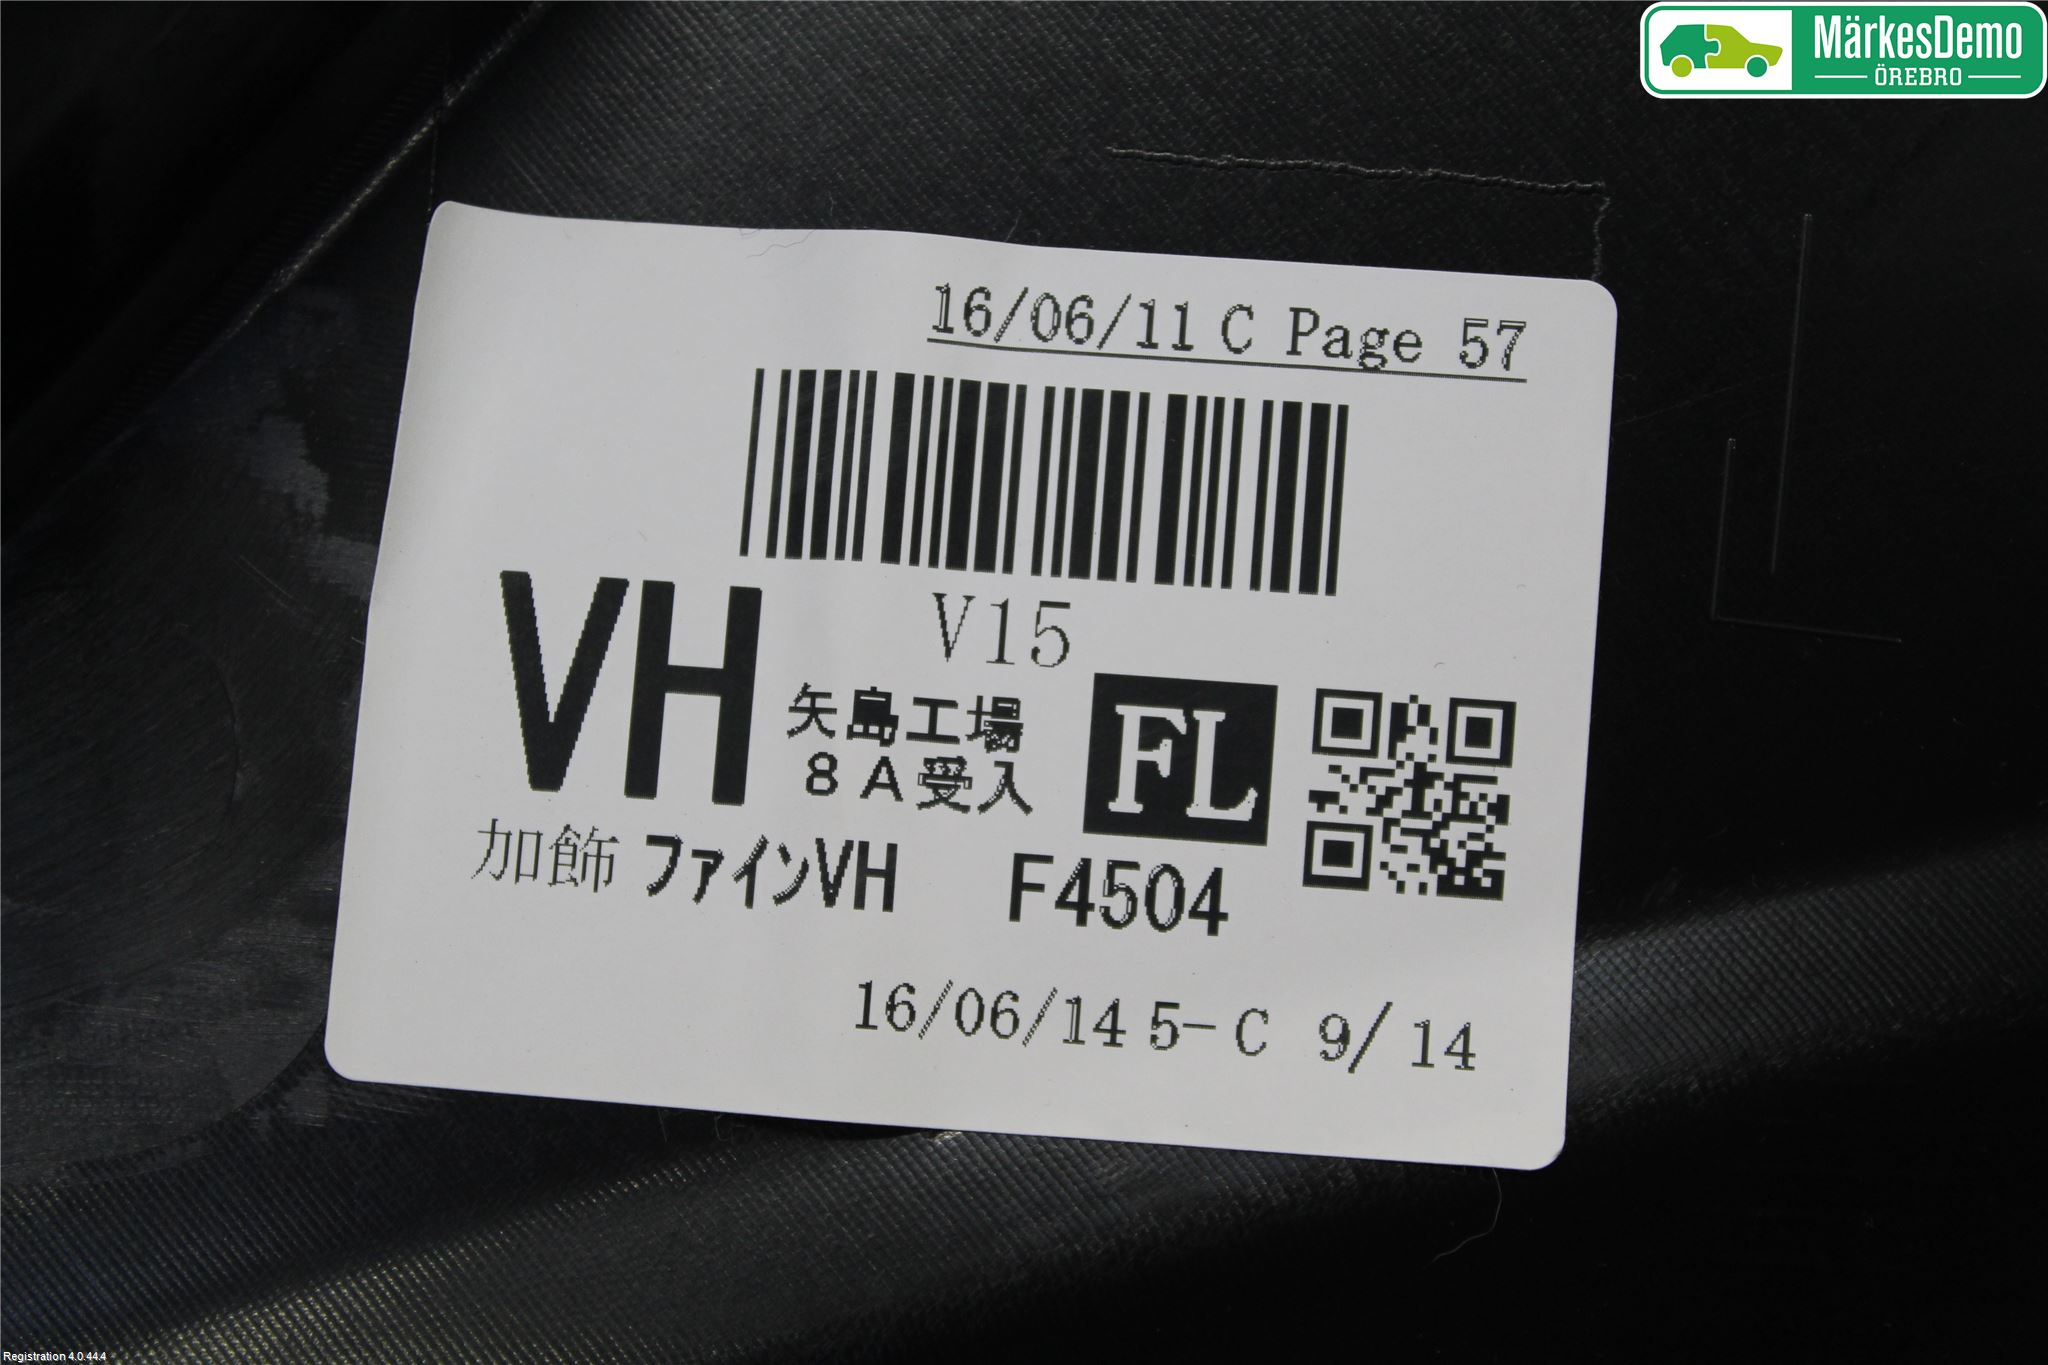 MärkesDemo
ÖREBRO
16/06/11 C Page 57
V15
VH
矢島工場
8A受入
FL
加飾 ファインVH F4504
16/06/14 5-C 9/14
Registration 4.0.44.4